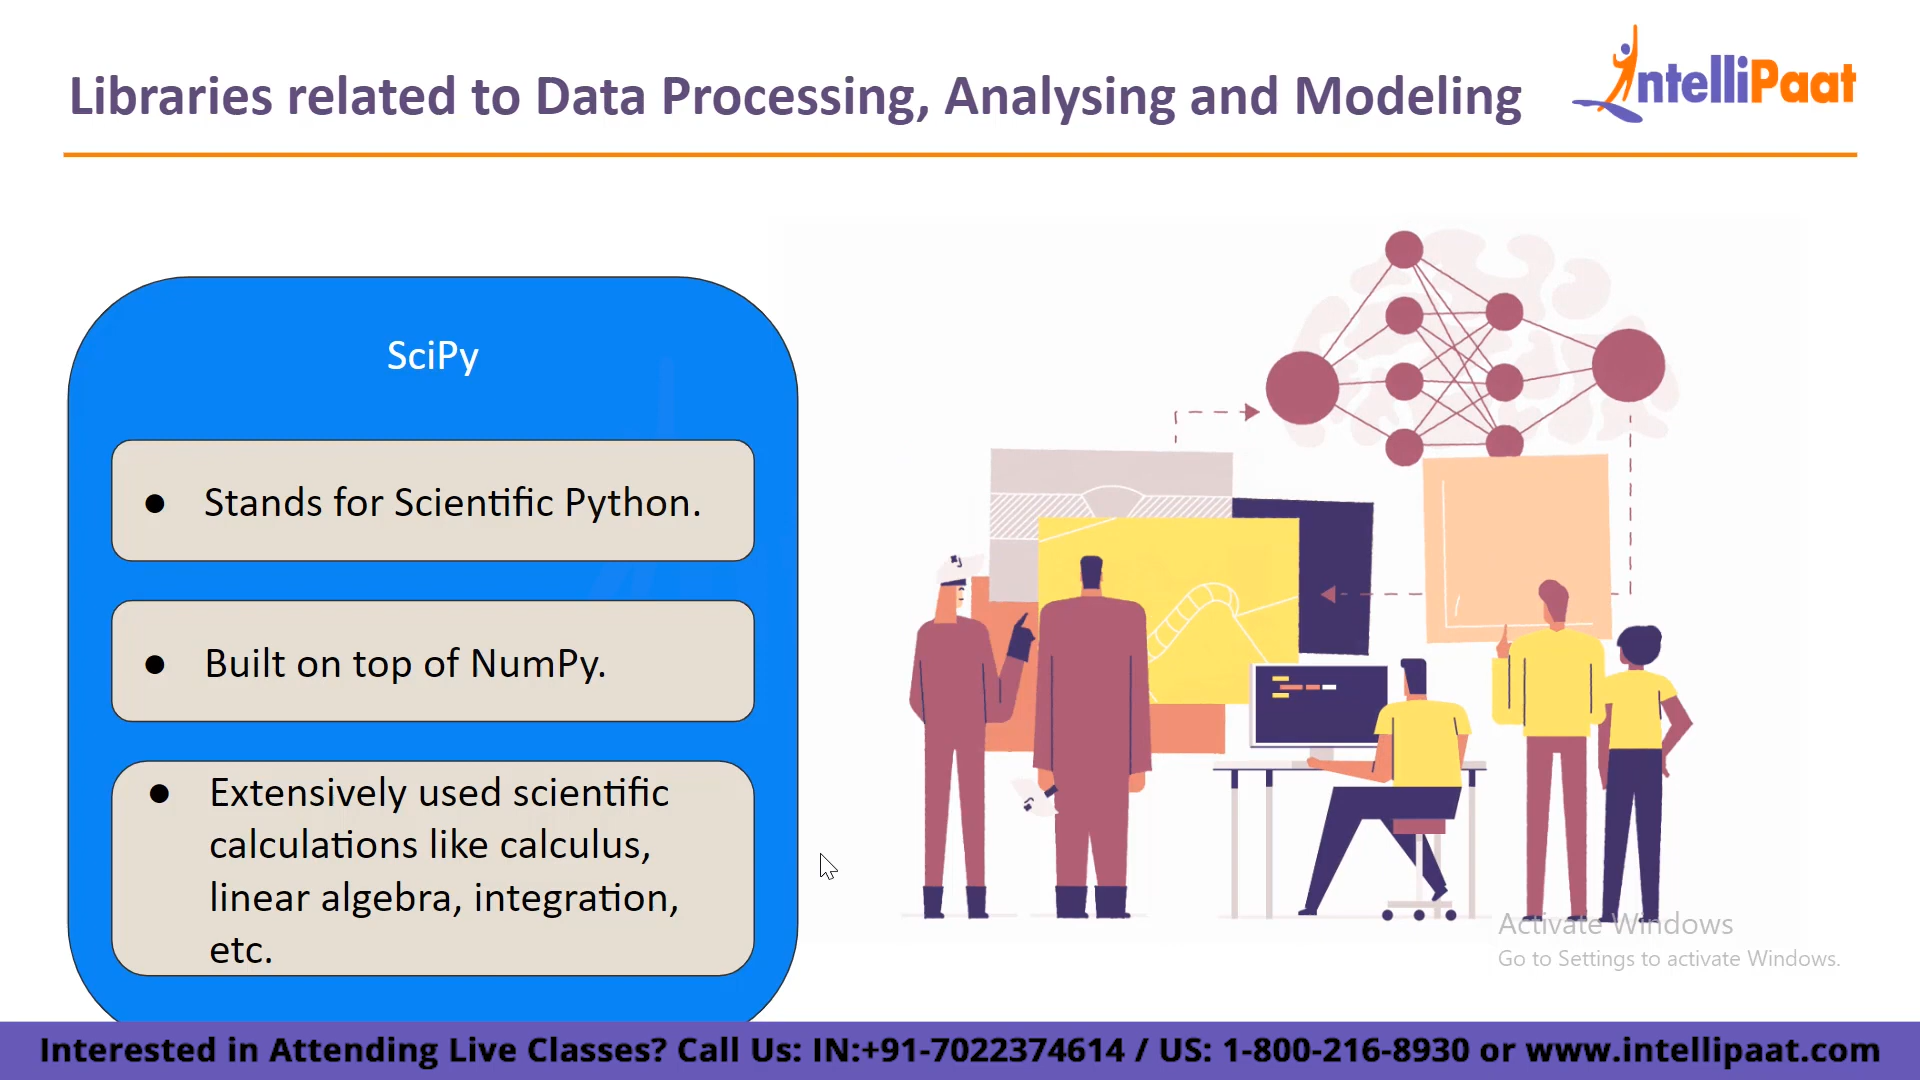 Libraries related to Data Processing, Analysing and Modeling
IntelliPaat
SciPy
● Stands for Scientific Python.
● Built on top of NumPy.
● Extensively used scientific
calculations like calculus,
linear algebra, integration,
etc.
Activate Windows
Go to Settings to activate Windows.
Interested in Attending Live Classes? Call Us: IN:+91-7022374614 / US: 1-800-216-8930 or www.intellipaat.com